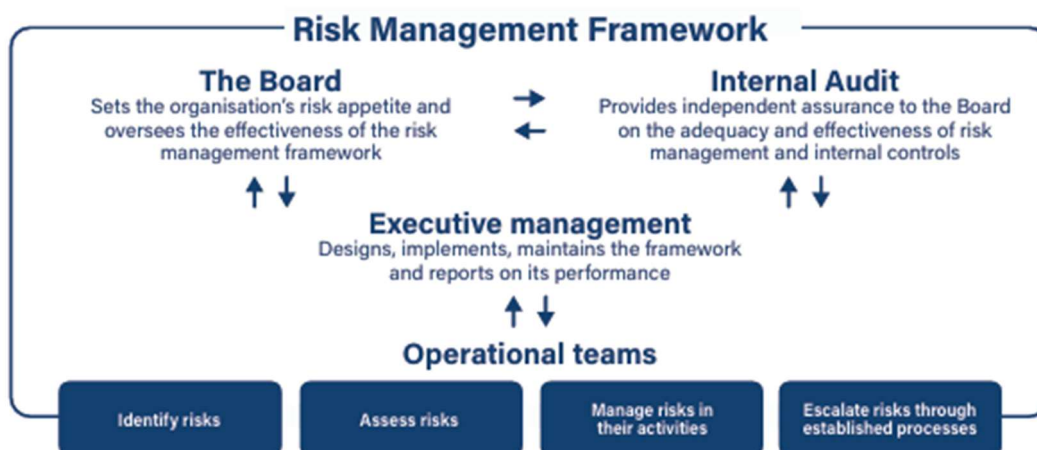 Risk Management Framework
The Board
Sets the organisation's risk appetite and
oversees the effectiveness of the risk
management framework
Internal Audit
Provides independent assurance to the Board
on the adequacy and effectiveness of risk
management and internal controls
Executive management
Designs, implements, maintains the framework
and reports on its performance
Operational teams
Identify risks
Assess risks
Manage risks in
their activities
Escalate risks through
established processes